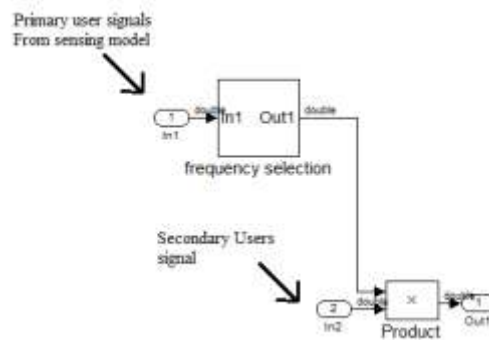 Primary user signals
From sensing model
1
double
In1
In1
Out1
double
frequency selection
Secondary Users
signal
2
double
In2
×
Product
double
1
Out1